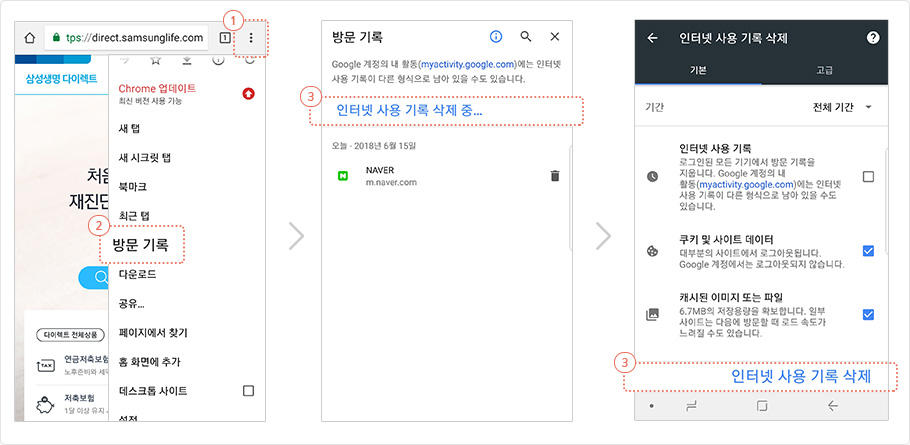 1
tps://direct.samsunglife.com
1
삼성생명 다이렉트
처음
재진단
다이렉트 전체상품
TAX
연금저축보험
노후준비와 세액
저축보험
1달 이상 유지
Chrome 업데이트
최신 버전 사용 가능
새 탭
새 시크릿 탭
북마크
최근 탭
2
방문 기록
다운로드
공유...
페이지에서 찾기
홈 화면에 추가
데스크톱 사이트
설정
방문 기록
Google 계정의 내 활동(myactivity.google.com)에는 인터넷
사용 기록이 다른 형식으로 남아 있을 수도 있습니다.
3
인터넷 사용 기록 삭제 중...
오늘 - 2018년 6월 15일
N
NAVER
m.naver.com
인터넷 사용 기록 삭제
?
기본
고급
기간
전체 기간
인터넷 사용 기록
로그인된 모든 기기에서 방문 기록을
지웁니다. Google 계정의 내
활동(myactivity.google.com)에는 인터넷
사용 기록이 다른 형식으로 남아 있을 수도
있습니다.
쿠키 및 사이트 데이터
대부분의 사이트에서 로그아웃됩니다.
Google 계정에서는 로그아웃되지 않습니다.
캐시된 이미지 또는 파일
6.7MB의 저장용량을 확보합니다. 일부
사이트는 다음에 방문할 때 로드 속도가
느려질 수도 있습니다.
3
인터넷 사용 기록 삭제